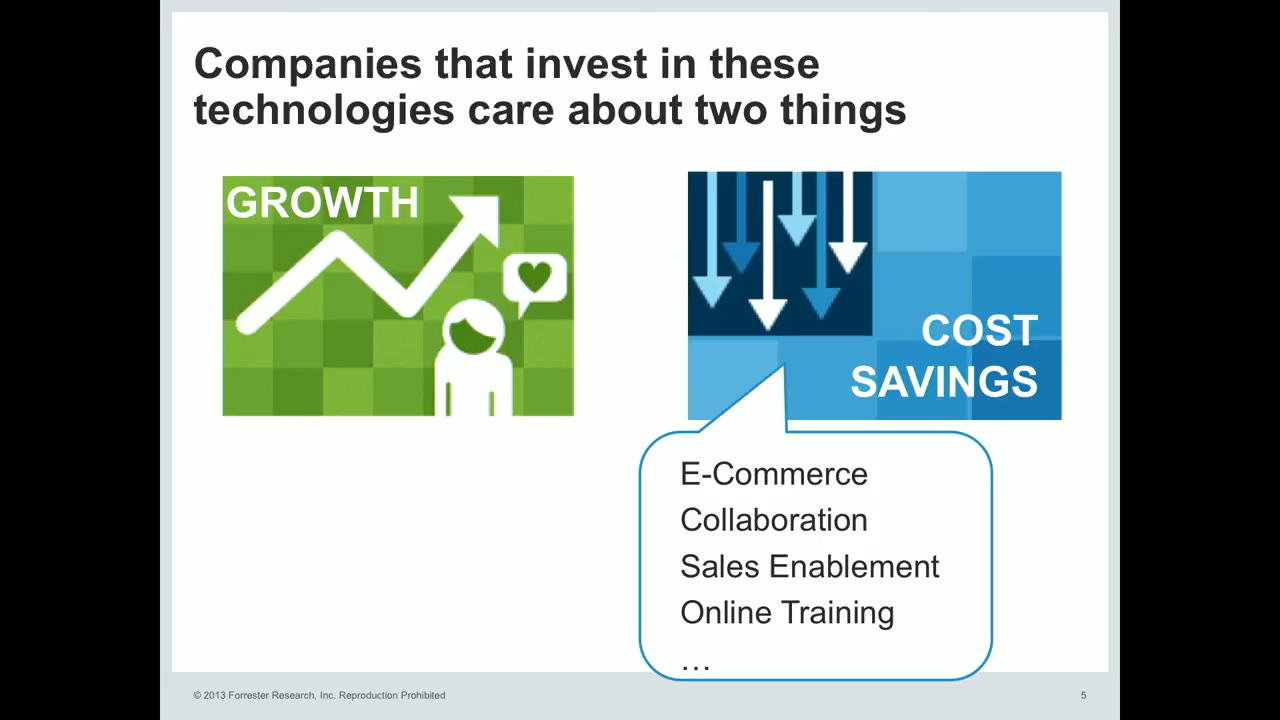 Companies that invest in these
technologies care about two things
GROWTH
COST
SAVINGS
E-Commerce
Collaboration
Sales Enablement
Online Training
…
© 2013 Forrester Research, Inc. Reproduction Prohibited
5